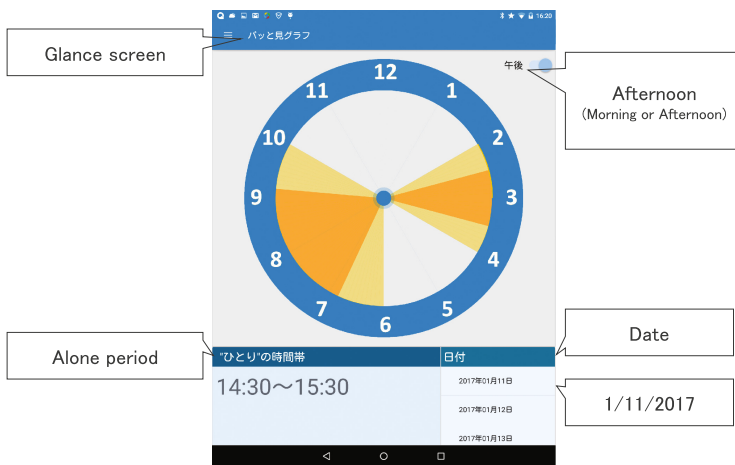 16:20
パッと見グラフ
Glance screen
午後
Afternoon
(Morning or Afternoon)
12
1
2
3
4
5
6
7
8
9
10
11
Alone period
Date
"ひとり"の時間帯
日付
14:30～15:30
2017年01月11日
1/11/2017
2017年01月12日
2017年01月13日